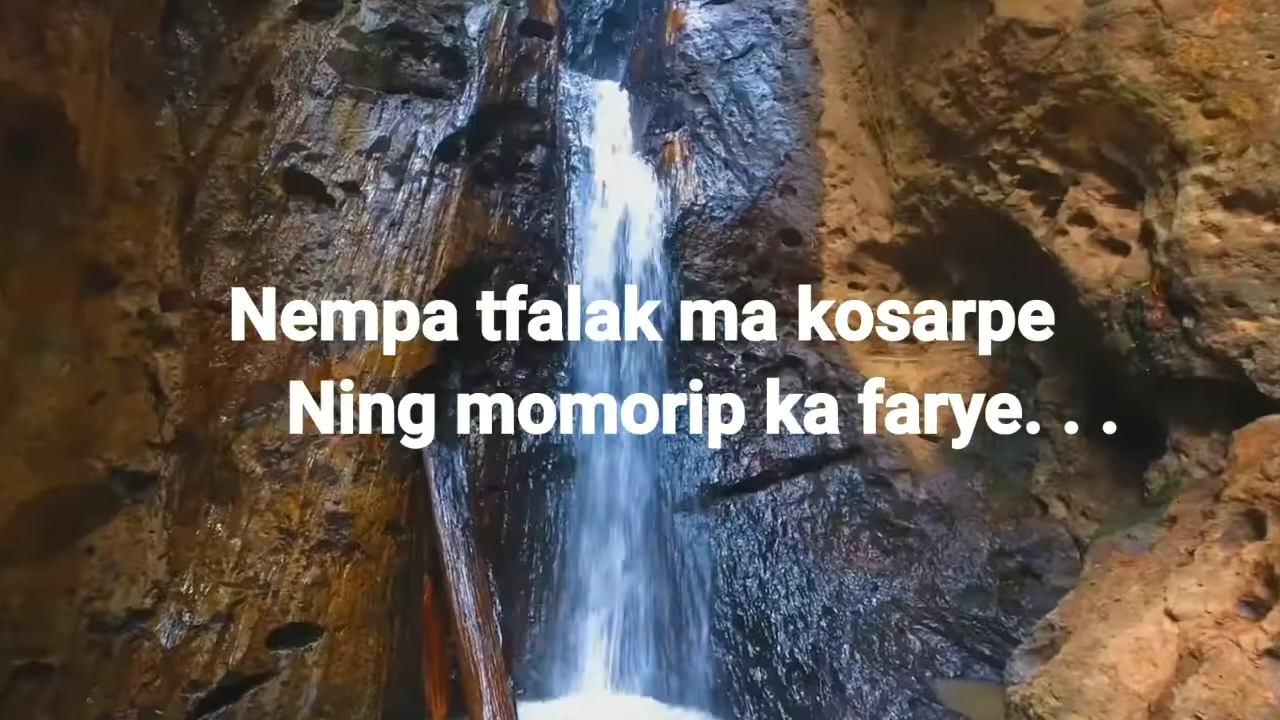 Nempa tfalak ma kosarpe
Ning momorip ka farye. . .